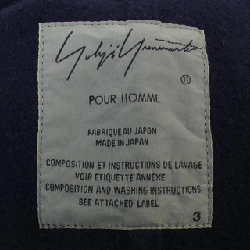 Yohji Yamamoto
®
POUR HOMME
FABRIQUE AU JAPON
MADE IN JAPAN
COMPOSITION ET INSTRUCTIONS DE LAVAGE
VOIR ETIQUETTE ANNEXE
COMPOSITION AND WASHING INSTRUCTIONS
SEE ATTACHED LABEL
3